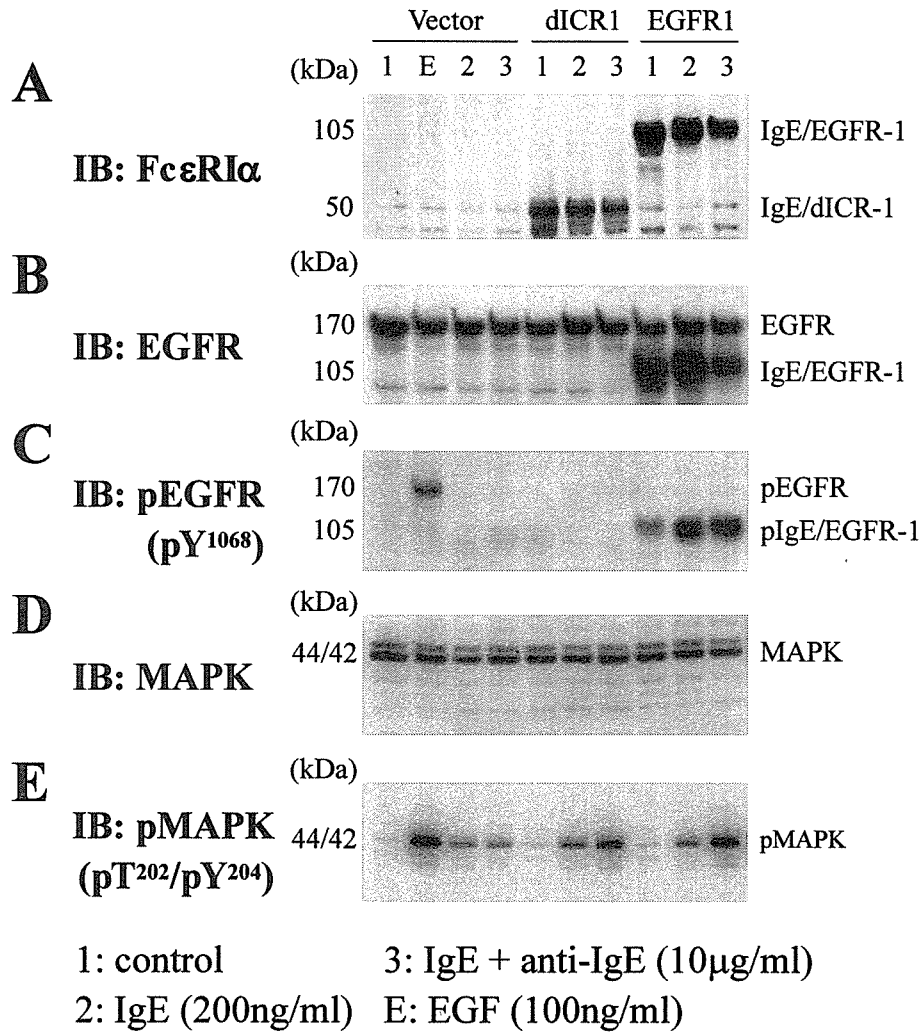 Vector dICR1 EGFR1
(kDa) 1 E 2 3 1 2 3 1 2 3
A
IB: FcεRIα
105 IgE/EGFR-1
50 IgE/dICR-1
B
(kDa)
IB: EGFR
170 EGFR
105 IgE/EGFR-1
C
(kDa)
IB: pEGFR
(pY1068)
170 pEGFR
105 pIgE/EGFR-1
D
(kDa)
IB: MAPK
44/42 MAPK
E
(kDa)
IB: pMAPK
(pT202/pY204)
44/42 pMAPK
1: control 3: IgE + anti-IgE (10μg/ml)
2: IgE (200ng/ml) E: EGF (100ng/ml)